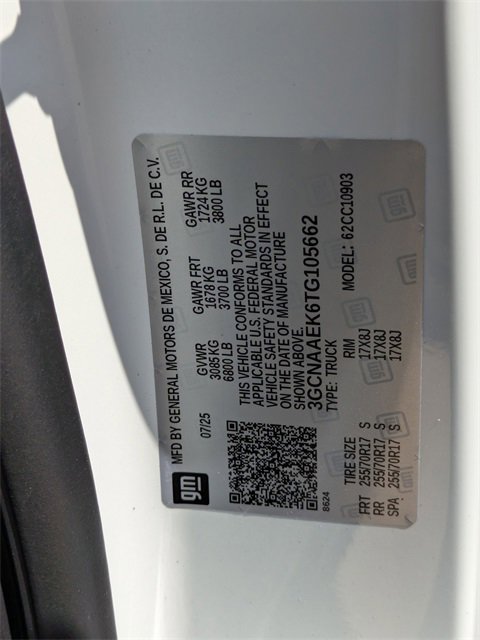 gm
MFD BY GENERAL MOTORS DE MEXICO, S. DE R.L. DE C.V.
07/25
GVWR GAWR FRT GAWR RR
3085 KG 1678 KG 1724 KG
6800 LB 3700 LB 3800 LB
THIS VEHICLE CONFORMS TO ALL
APPLICABLE U.S. FEDERAL MOTOR
VEHICLE SAFETY STANDARDS IN EFFECT
ON THE DATE OF MANUFACTURE
SHOWN ABOVE.
3GCNAAEK6TG105662
8624
TYPE: TRUCK MODEL: 62CC10903
TIRE SIZE RIM
FRT 255/70R17 S 17X8J
RR 255/70R17 S 17X8J
SPA 255/70R17 S 17X8J